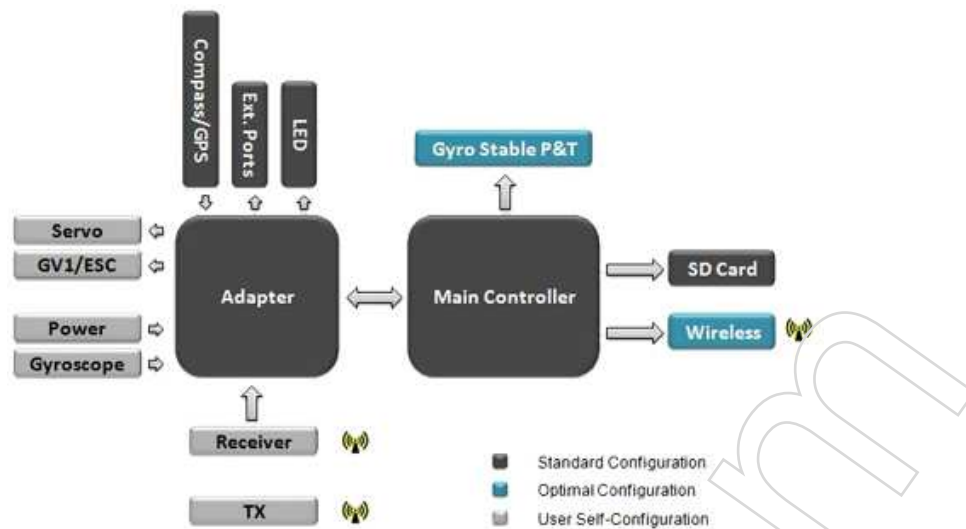 Compass/GPS
Ext. Ports
LED
Gyro Stable P&T
Servo
GV1/ESC
Adapter
Main Controller
SD Card
Power
Wireless
Gyroscope
Receiver
TX
Standard Configuration
Optimal Configuration
User Self-Configuration